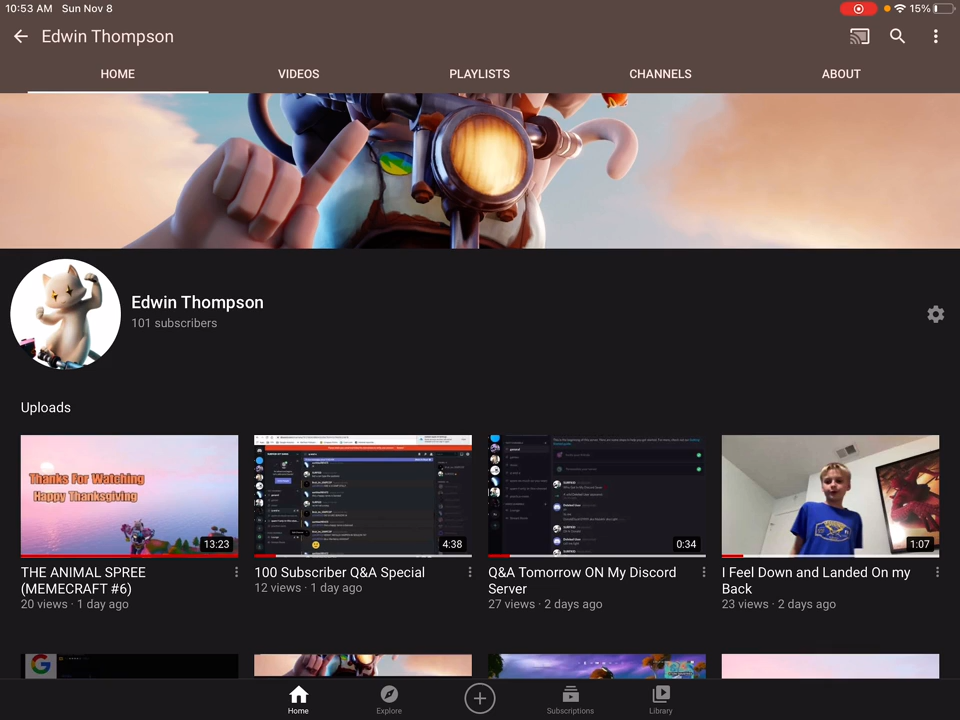 10:53 AM Sun Nov 8
15%
Edwin Thompson
HOME VIDEOS PLAYLISTS CHANNELS ABOUT
Edwin Thompson
101 subscribers
Uploads
Thanks For Watching
Happy Thanksgiving
13:23
4:38
0:34
1:07
THE ANIMAL SPREE
(MEMECRAFT #6)
20 views · 1 day ago
100 Subscriber Q&A Special
12 views · 1 day ago
Q&A Tomorrow ON My Discord
Server
27 views · 2 days ago
I Feel Down and Landed On my
Back
23 views · 2 days ago
Home Explore Subscriptions Library